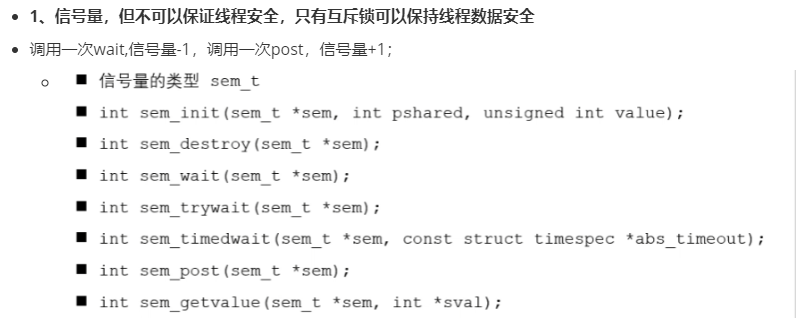 1、信号量，但不可以保证线程安全，只有互斥锁可以保持线程数据安全
调用一次wait,信号量-1，调用一次post，信号量+1；
信号量的类型 sem_t
int sem_init(sem_t *sem, int pshared, unsigned int value);
int sem_destroy(sem_t *sem);
int sem_wait(sem_t *sem);
int sem_trywait(sem_t *sem);
int sem_timedwait(sem_t *sem, const struct timespec *abs_timeout);
int sem_post(sem_t *sem);
int sem_getvalue(sem_t *sem, int *sval);